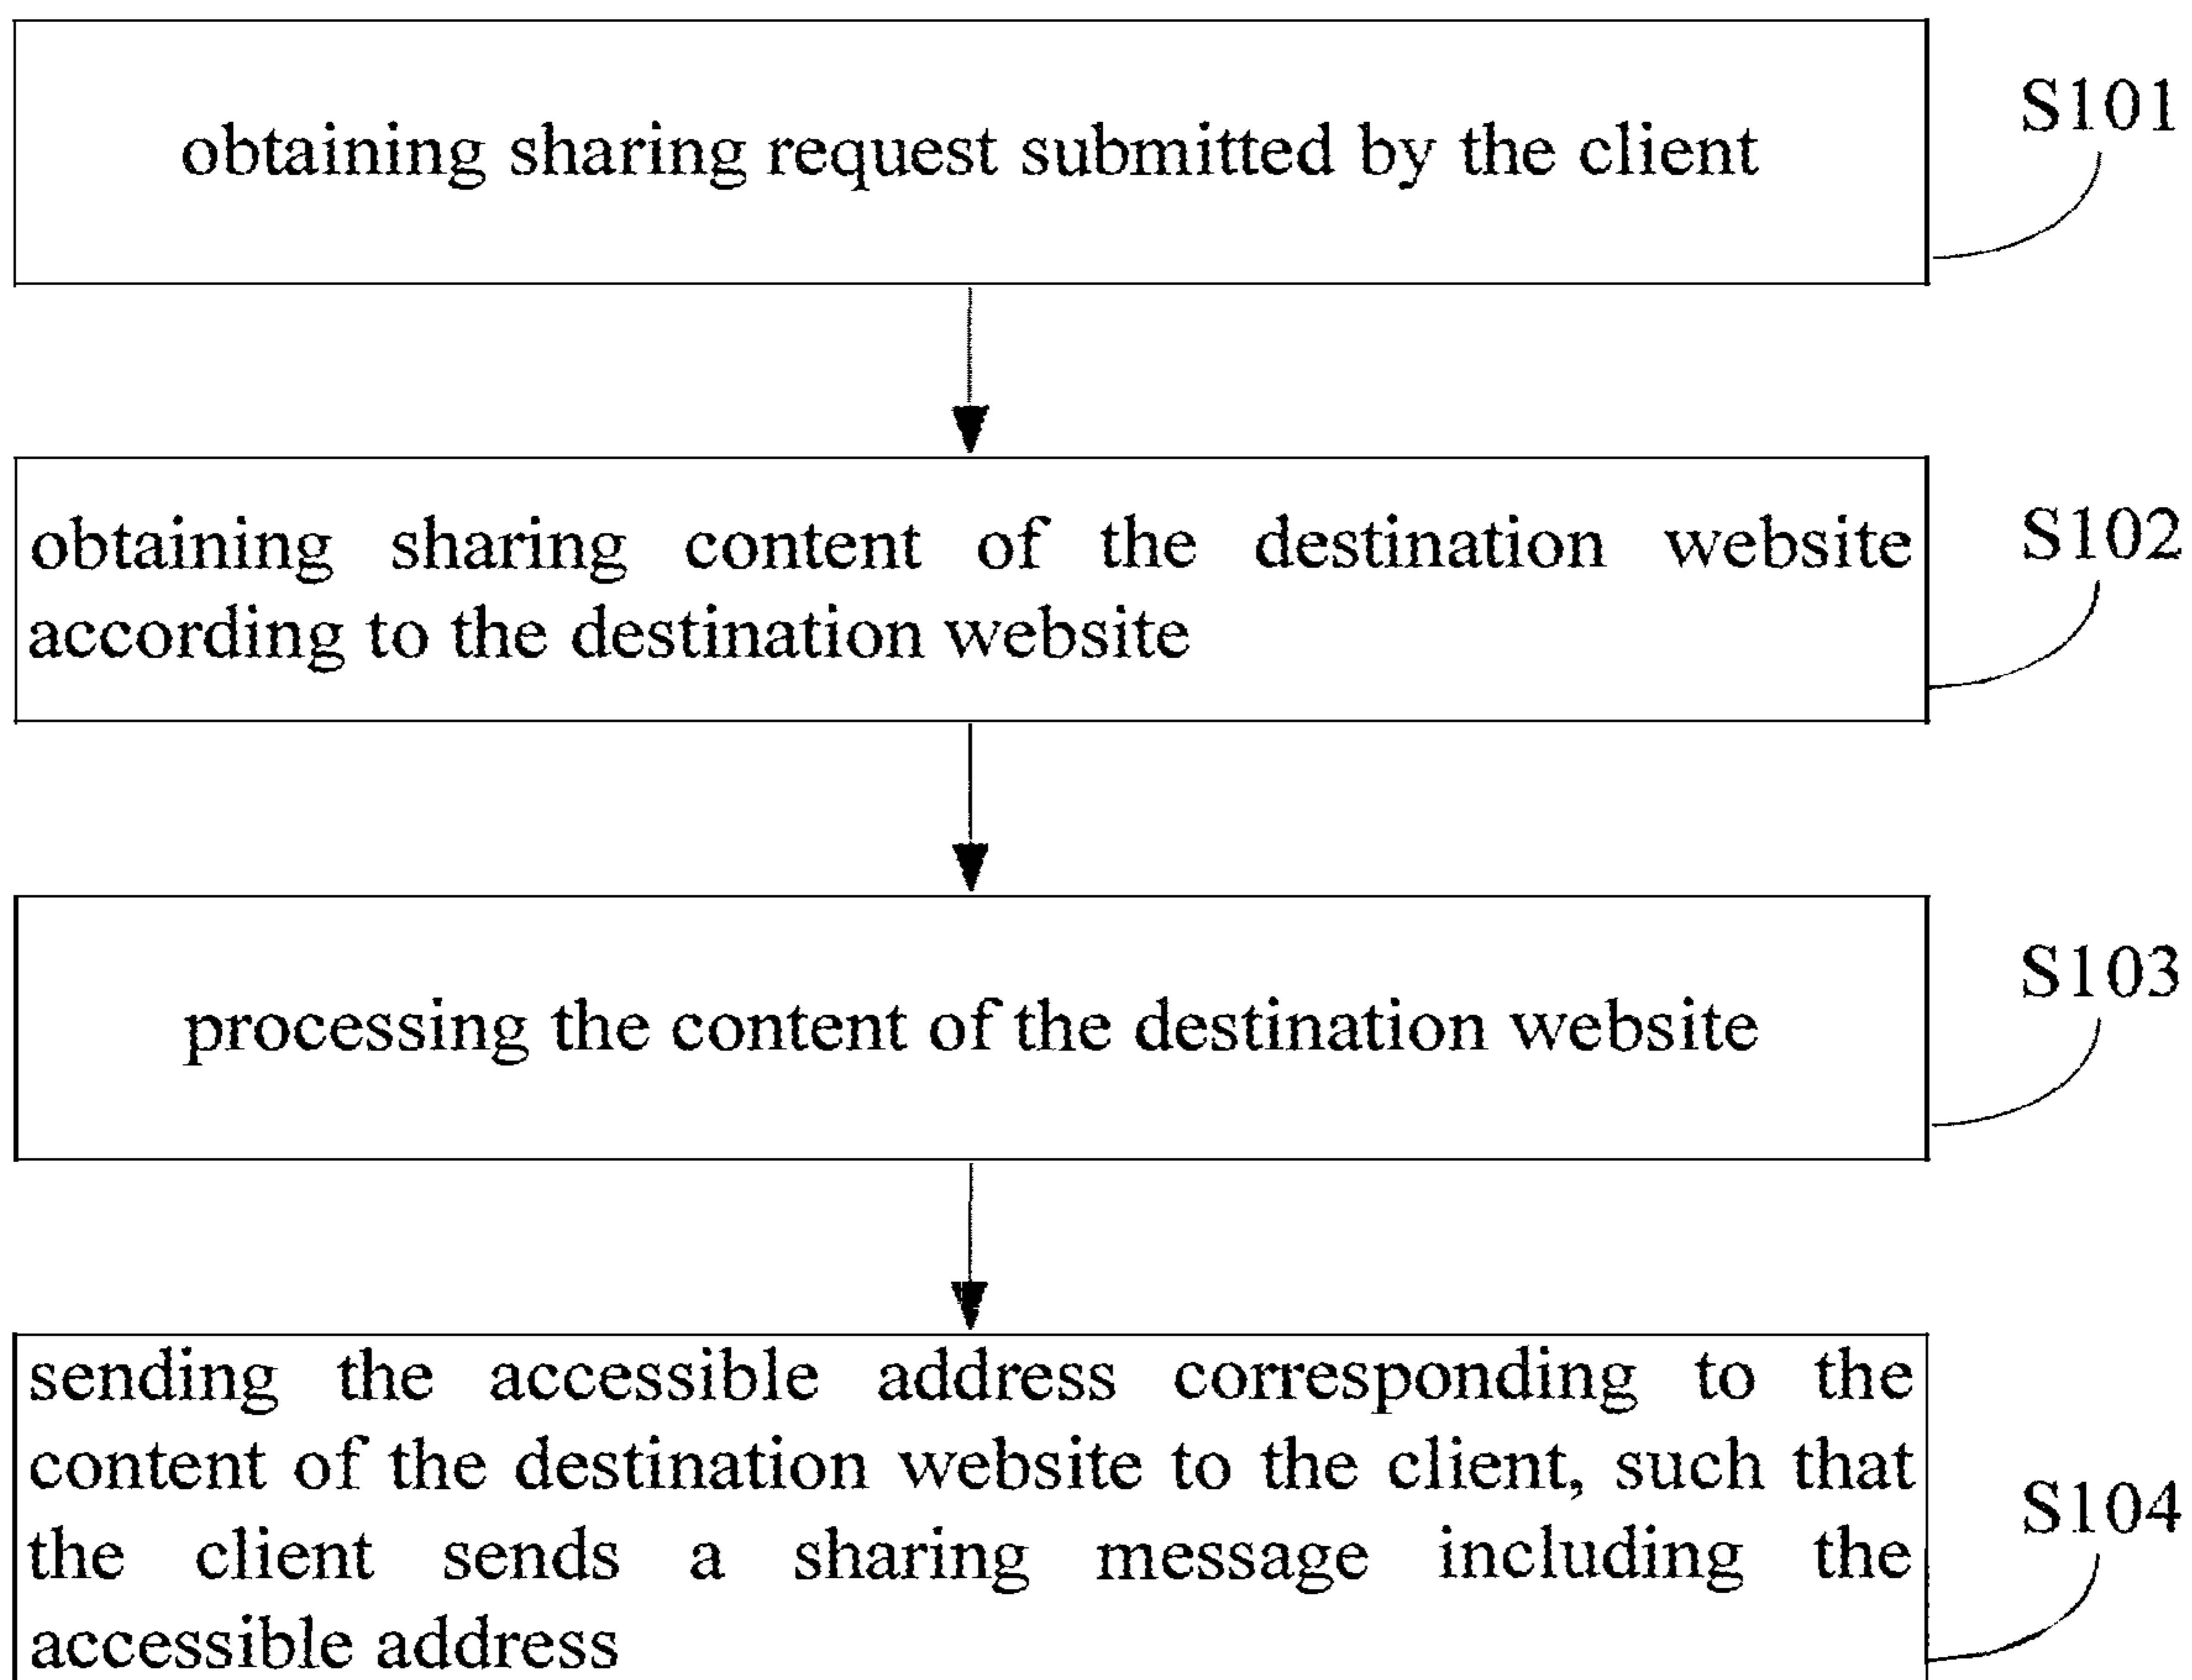 obtaining sharing request submitted by the client
S101
obtaining sharing content of the destination website
according to the destination website
S102
processing the content of the destination website
S103
sending the accessible address corresponding to the
content of the destination website to the client, such that
the client sends a sharing message including the
accessible address
S104